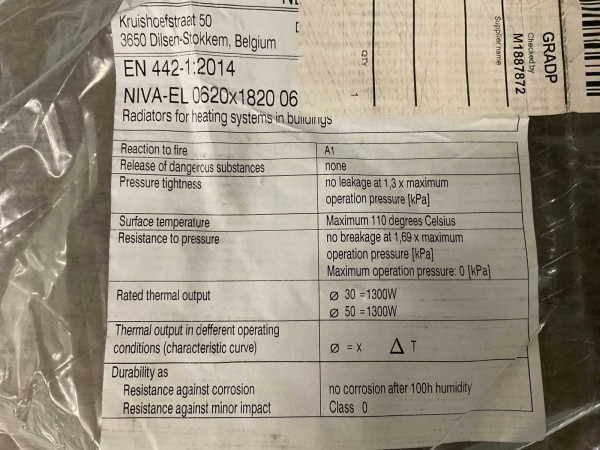 Kruishoefstraat 50
3650 Dilsen-Stokkem, Belgium
EN 442-1:2014
NIVA-EL 0620x1820 06
Radiators for heating systems in buildings
GRADP
Checked by
M1887872
Supplier name
QTY
1
Reaction to fire A1
Release of dangerous substances none
Pressure tightness no leakage at 1,3 x maximum
operation pressure [kPa]
Surface temperature Maximum 110 degrees Celsius
Resistance to pressure no breakage at 1,69 x maximum
operation pressure [kPa]
Maximum operation pressure: 0 [kPa]
Rated thermal output ø 30 =1300W
ø 50 =1300W
Thermal output in defferent operating
conditions (characteristic curve) ø = x Δ T
Durability as
Resistance against corrosion no corrosion after 100h humidity
Resistance against minor impact Class 0